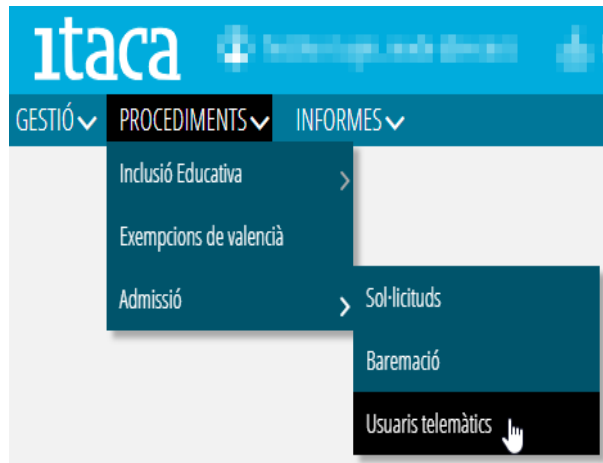 ıtaca
GESTIÓ PROCEDIMENTS INFORMES
Inclusió Educativa
Exempcions de valencià
Admissió
Sol·licituds
Baremació
Usuaris telemàtics